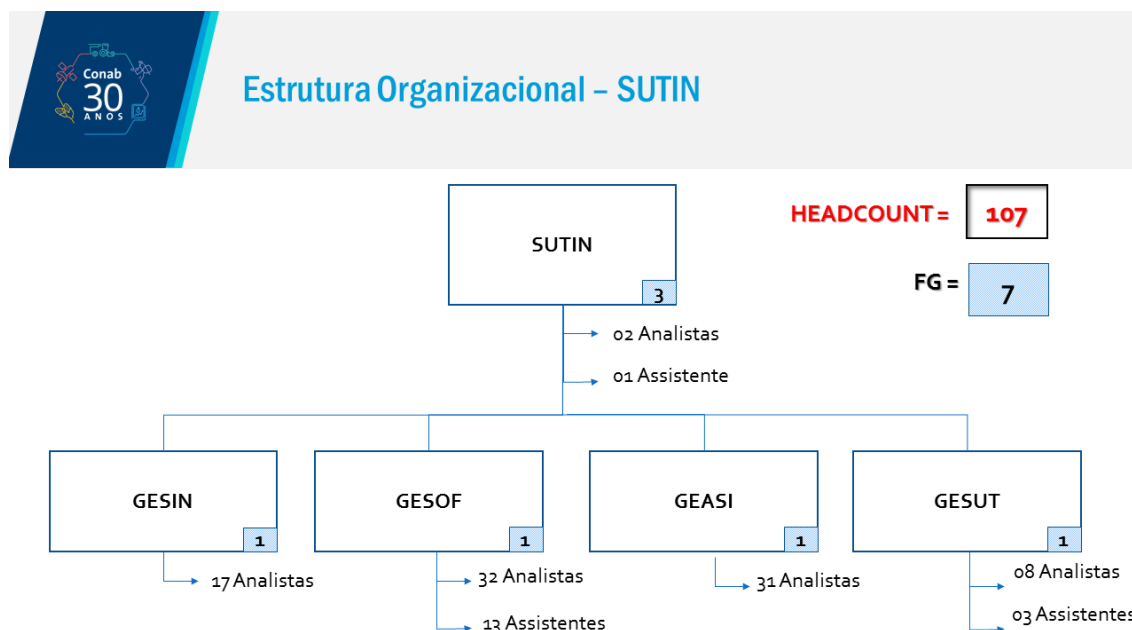 Conab
30
ANOS
Estrutura Organizacional – SUTIN
HEADCOUNT = 107
FG = 7
SUTIN
3
02 Analistas
01 Assistente
GESIN
1
17 Analistas
GESOF
1
32 Analistas
13 Assistentes
GEASI
1
31 Analistas
GESUT
1
08 Analistas
03 Assistentes